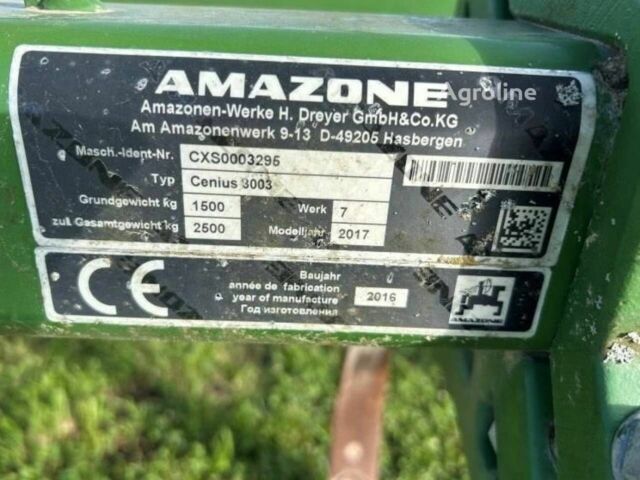 AMAZONE
Agroline
Amazonen-Werke H. Dreyer GmbH&Co.KG
Am Amazonenwerk 9-13 D-49205 Hasbergen
Masch.-Ident-Nr. CXS0003295
Typ Cenius 3003
Grundgewicht kg 1500 Werk 7
zul. Gesamtgewicht kg 2500 Modelljahr 2017
Baujahr
année de fabrication
year of manufacture 2016
Год изготовления
CE
AMAZONE